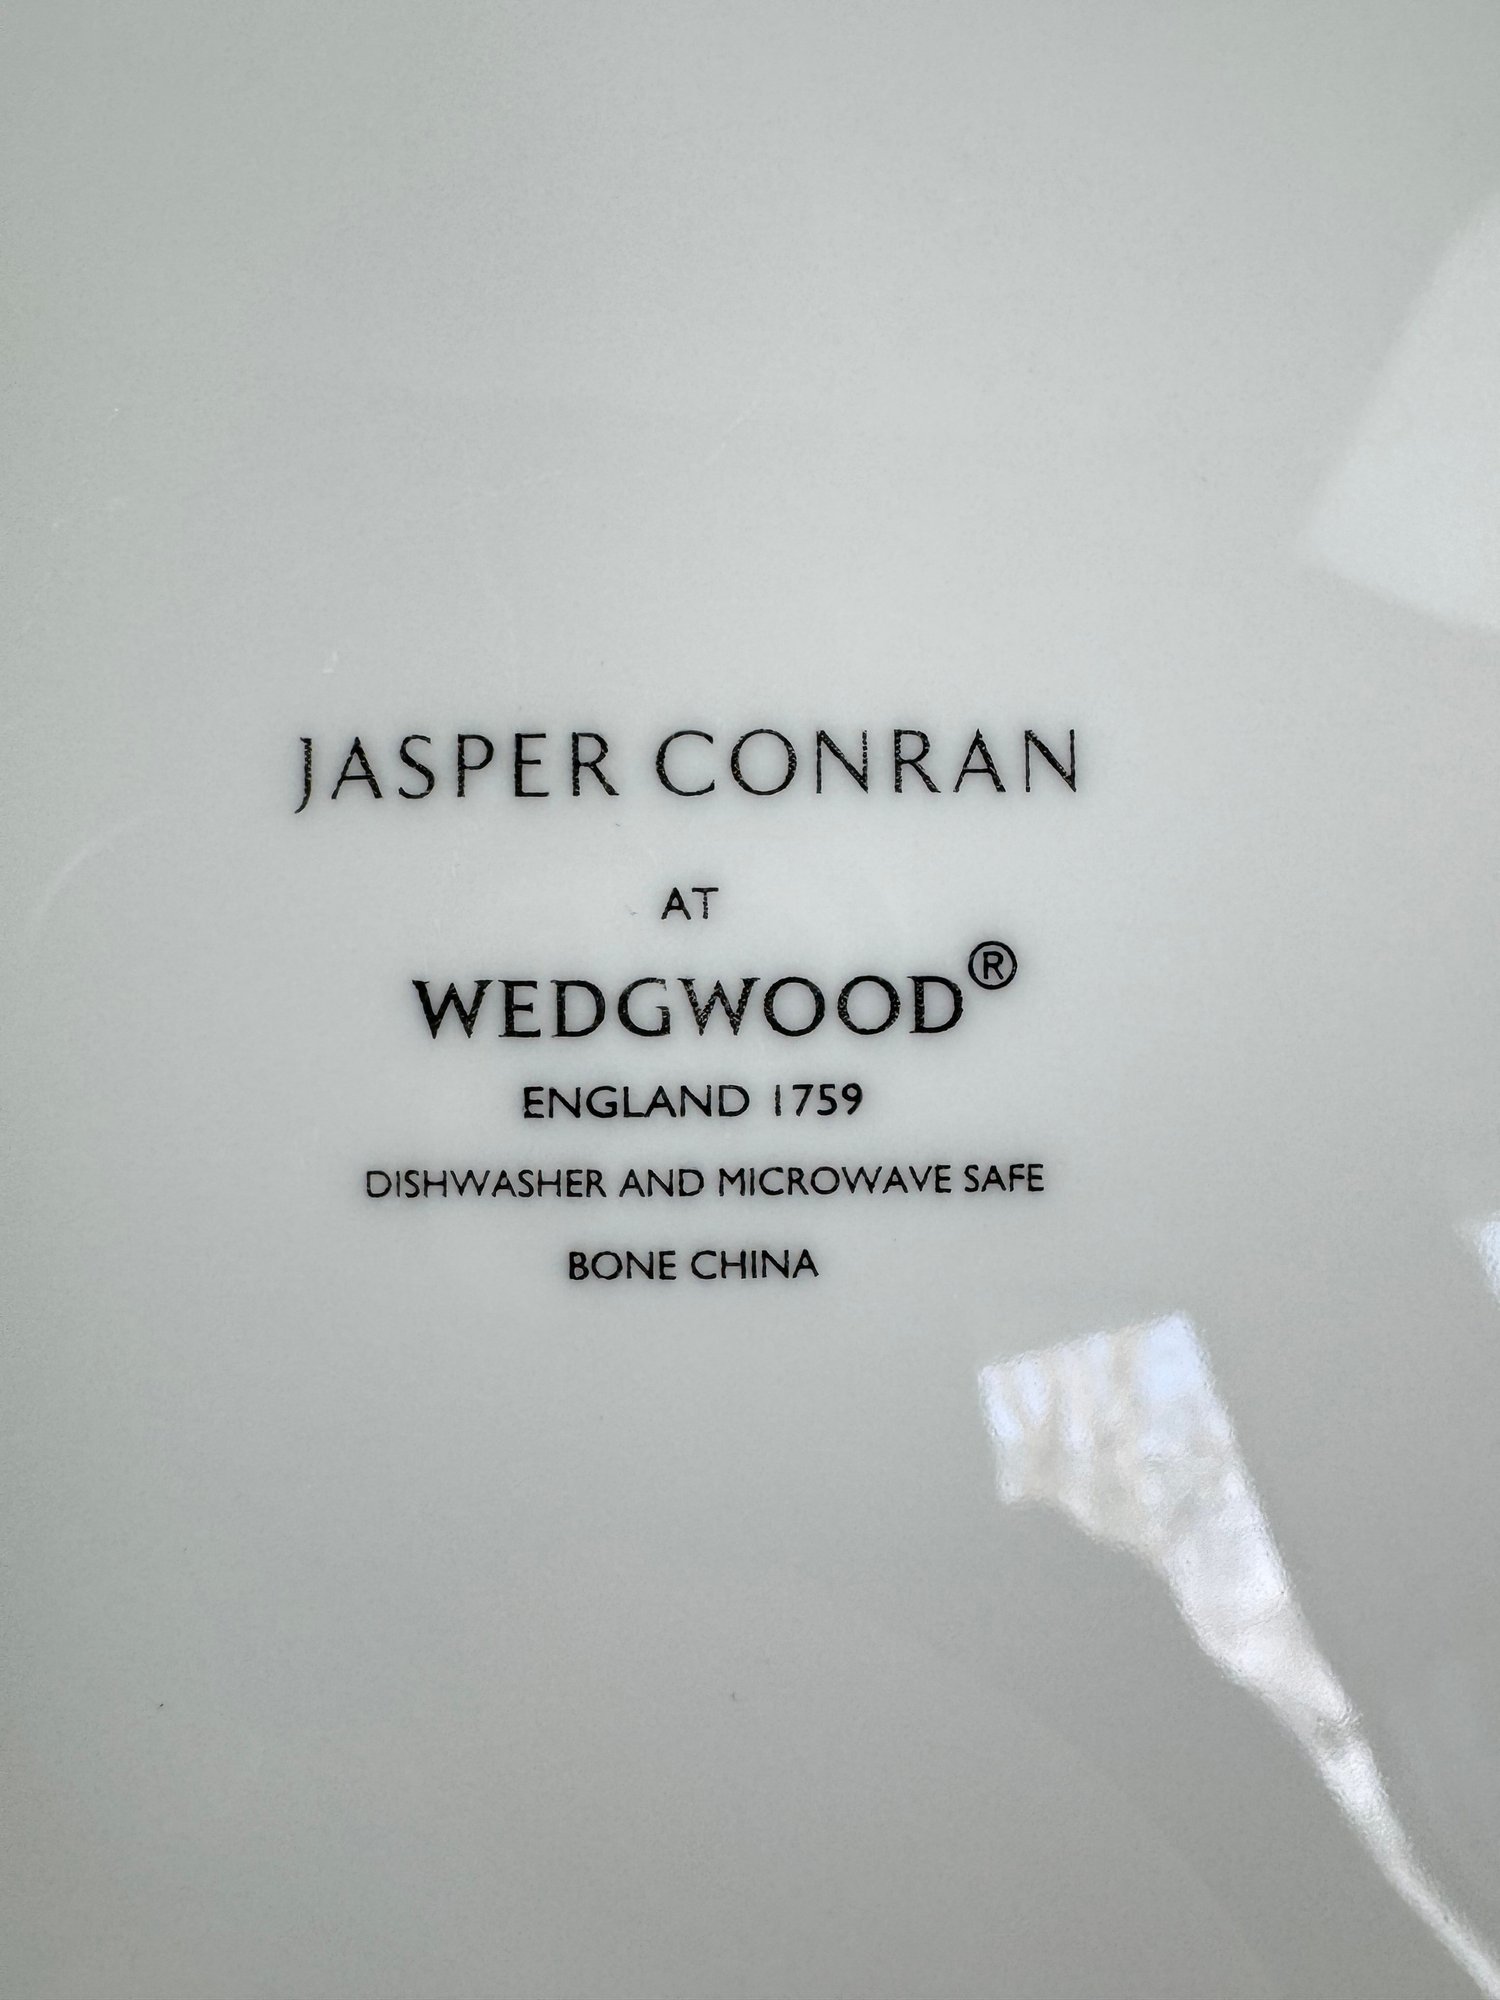 JASPER CONRAN
AT
WEDGWOOD®
ENGLAND 1759
DISHWASHER AND MICROWAVE SAFE
BONE CHINA